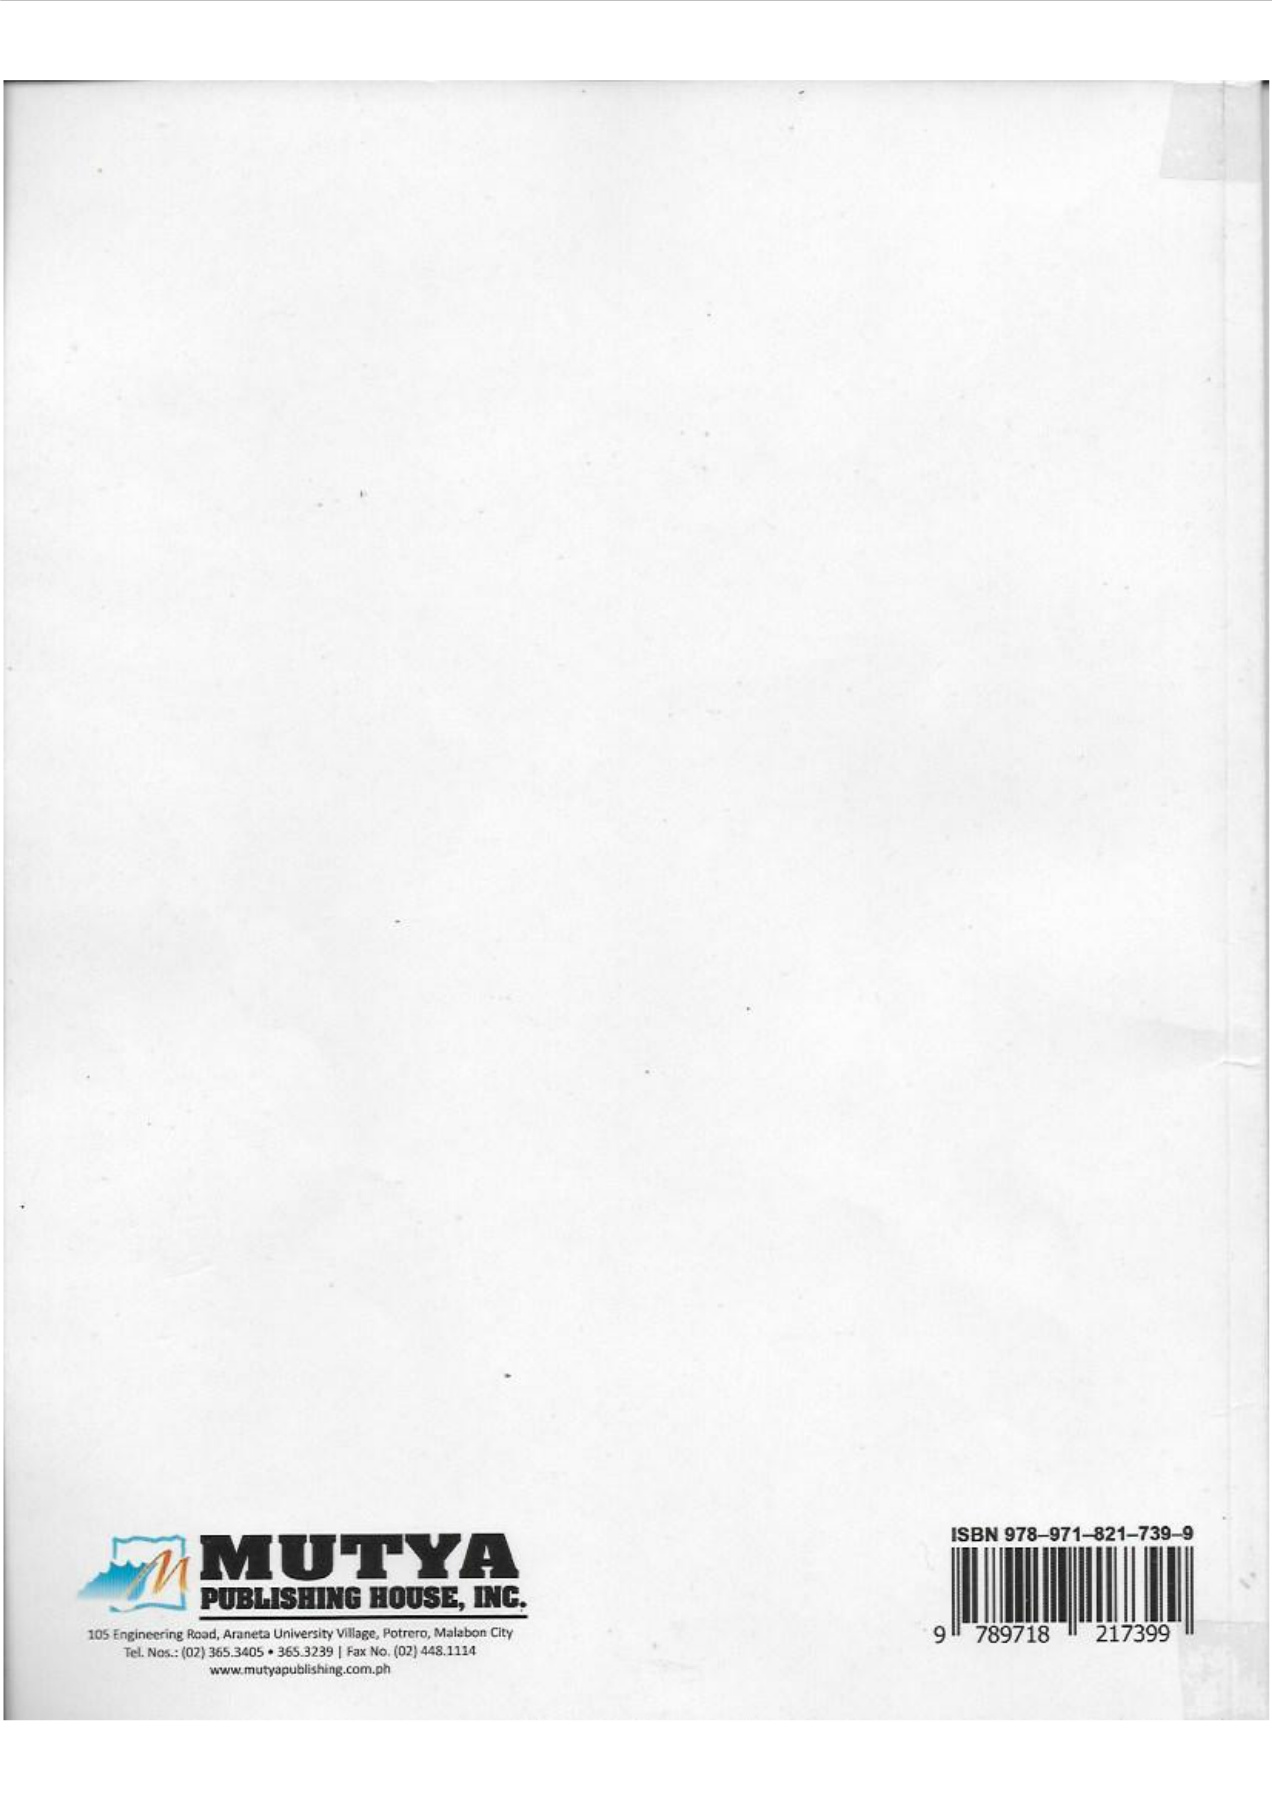 MUTYA
PUBLISHING HOUSE, INC.
105 Engineering Road, Araneta University Village, Potrero, Malabon City
Tel. Nos.: (02) 365.3405 • 365.3239 | Fax No. (02) 448.1114
www.mutyapublishing.com.ph
ISBN 978–971–821–739–9
9 789718 217399